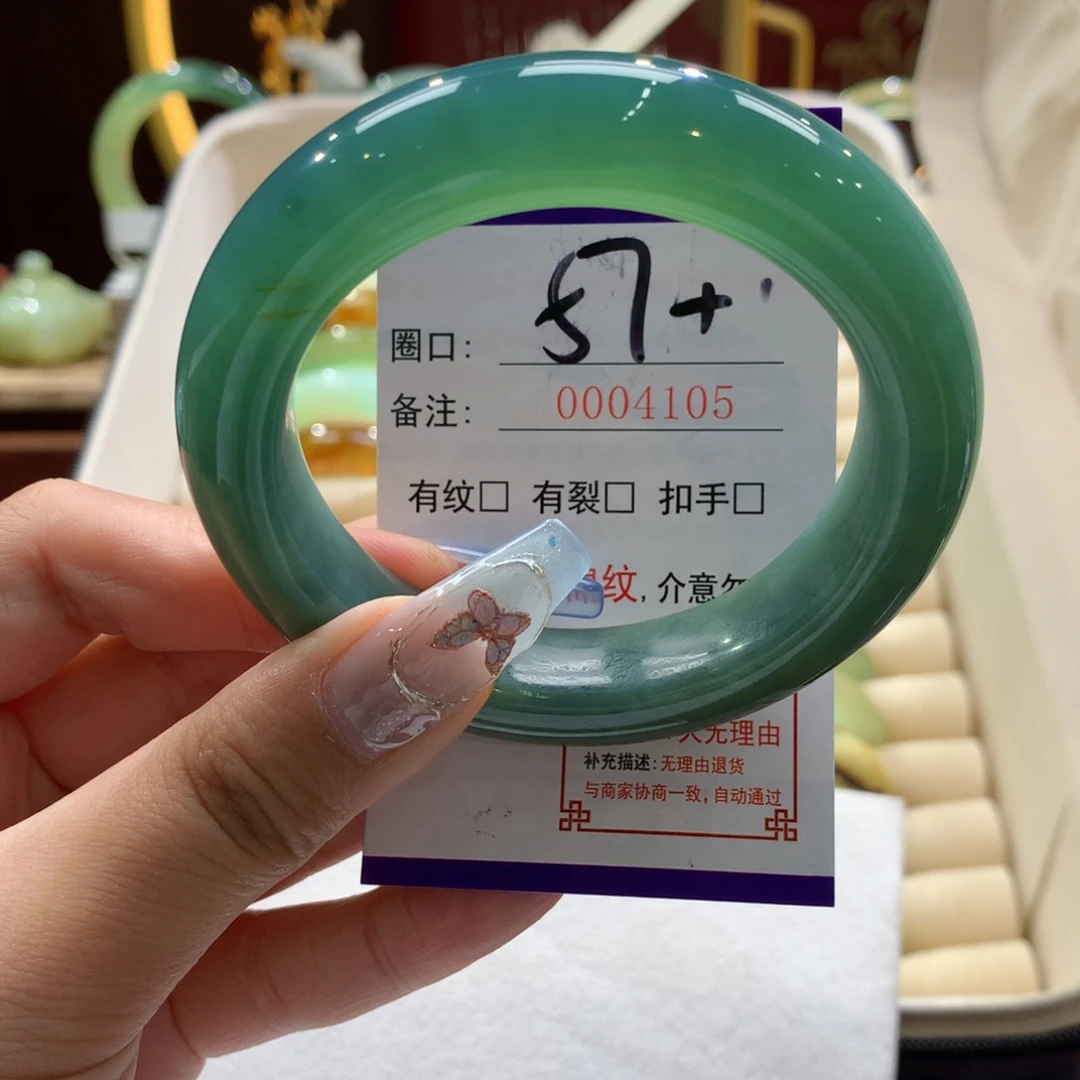 圈口: 57+
备注: 0004105
有纹□ 有裂□ 扣手□
纹, 介意勿
无理由
补充描述: 无理由退货
与商家协商一致, 自动通过